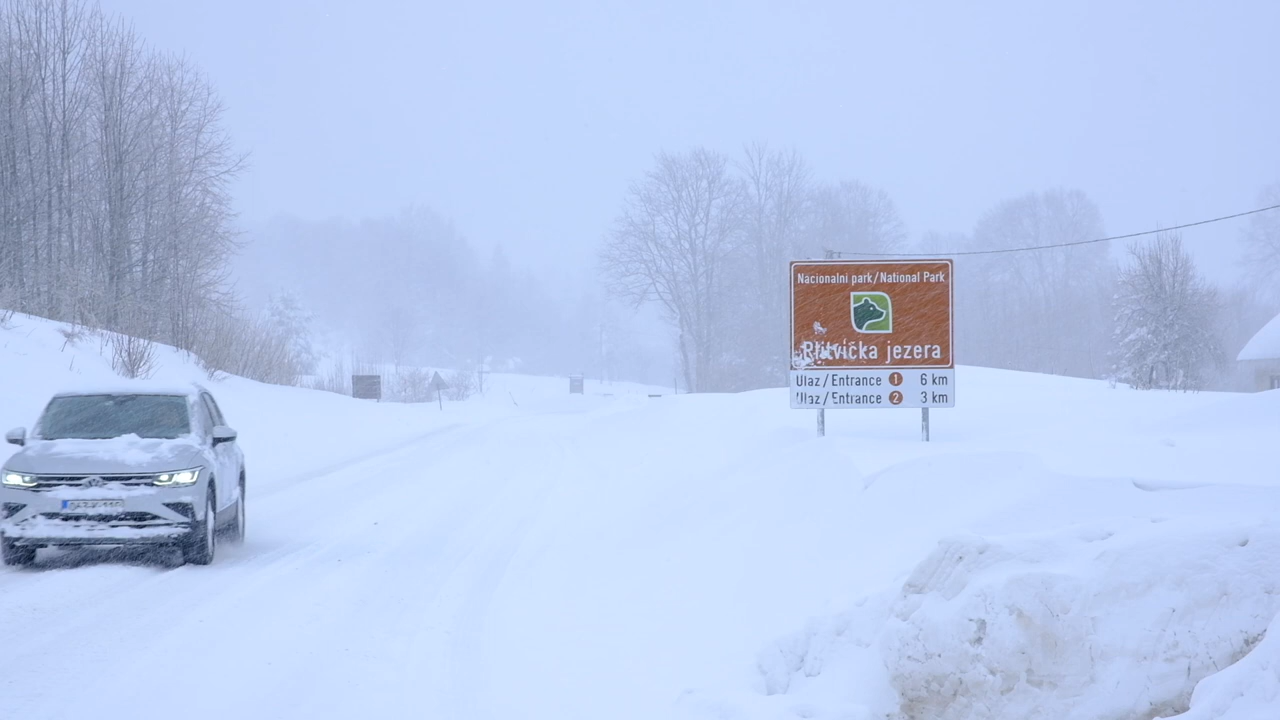 Nacionalni park/National Park
Plitvička jezera
Ulaz/Entrance 1 6 km
Ulaz/Entrance 2 3 km